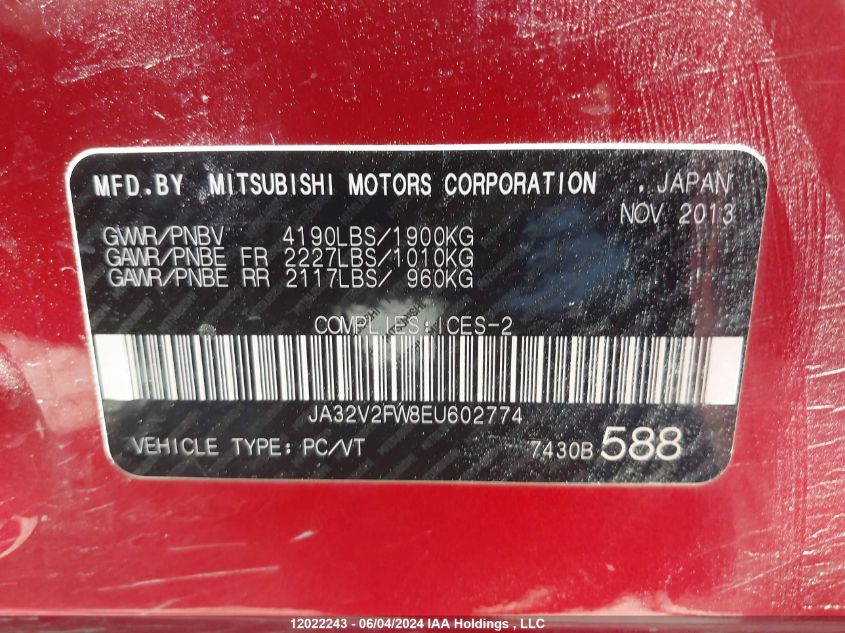 MFD.BY MITSUBISHI MOTORS CORPORATION .JAPAN
NOV 2013
GWWR/PNBV 4190LBS/1900KG
GAWR/PNBE FR 2227LBS/1010KG
GAWR/PNBE RR 2117LBS/ 960KG
COMPLIES:ICES-2
JA32V2FW8EU602774
VEHICLE TYPE: PC/VT 7430B 588
12022243 - 06/04/2024 IAA Holdings , LLC